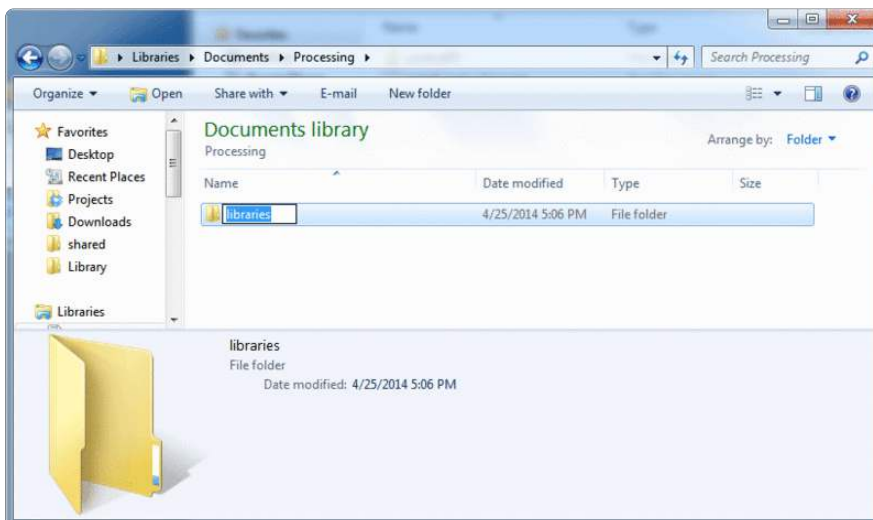 Libraries Documents Processing Search Processing
Organize Open Share with E-mail New folder
Favorites
Desktop
Recent Places
Projects
Downloads
shared
Library
Libraries
Documents library
Processing
Arrange by: Folder
Name Date modified Type Size
libraries 4/25/2014 5:06 PM File folder
libraries
File folder
Date modified: 4/25/2014 5:06 PM